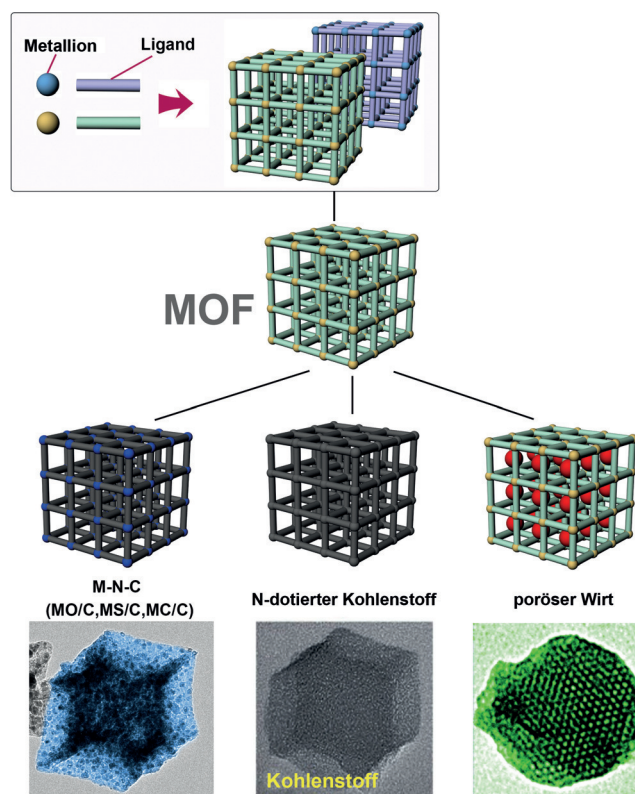 Metallion
Ligand
MOF
M-N-C
(MO/C,MS/C,MC/C)
N-dotierter Kohlenstoff
poröser Wirt
Kohlenstoff